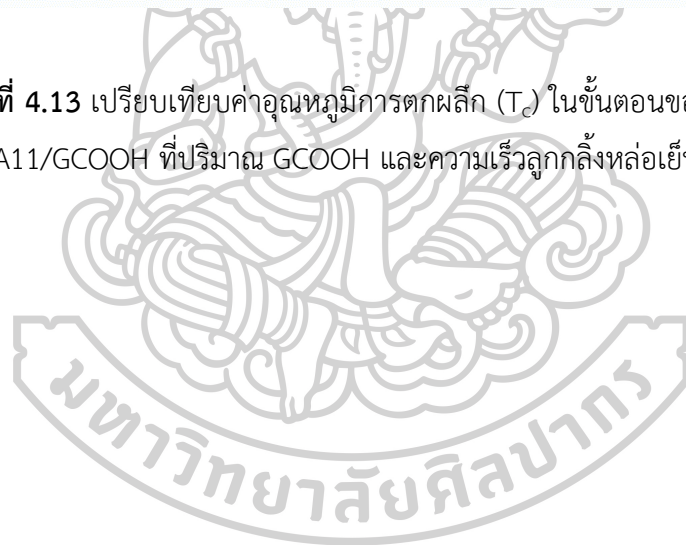 ที่ 4.13 เปรียบเทียบค่าอุณหภูมิการตกผลึก (Tc) ในขั้นตอนขอ
A11/GCOOH ที่ปริมาณ GCOOH และความเร็วลูกกลิ้งหล่อเย็น
มหาวิทยาลัยศิลปากร